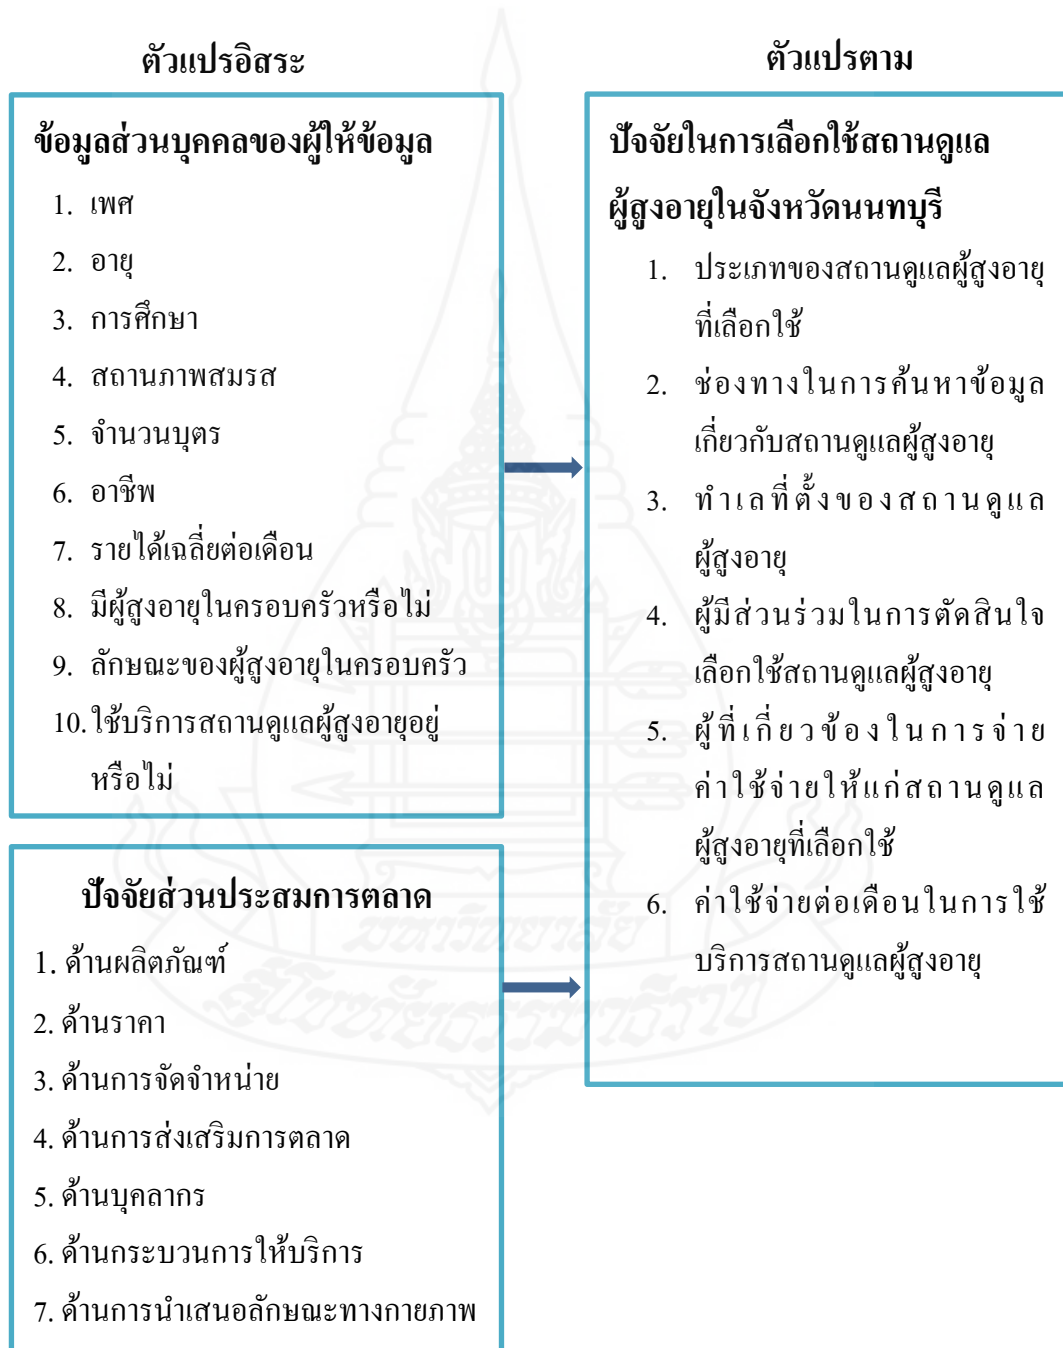 ตัวแปรอิสระ
ข้อมูลส่วนบุคคลของผู้ให้ข้อมูล
1. เพศ
2. อายุ
3. การศึกษา
4. สถานภาพสมรส
5. จำนวนบุตร
6. อาชีพ
7. รายได้เฉลี่ยต่อเดือน
8. มีผู้สูงอายุในครอบครัวหรือไม่
9. ลักษณะของผู้สูงอายุในครอบครัว
10. ใช้บริการสถานดูแลผู้สูงอายุอยู่
หรือไม่
ปัจจัยส่วนประสมการตลาด
1. ด้านผลิตภัณฑ์
2. ด้านราคา
3. ด้านการจัดจำหน่าย
4. ด้านการส่งเสริมการตลาด
5. ด้านบุคลากร
6. ด้านกระบวนการให้บริการ
7. ด้านการนำเสนอลักษณะทางกายภาพ
ตัวแปรตาม
ปัจจัยในการเลือกใช้สถานดูแล
ผู้สูงอายุในจังหวัดนนทบุรี
1. ประเภทของสถานดูแลผู้สูงอายุ
ที่เลือกใช้
2. ช่องทางในการค้นหาข้อมูล
เกี่ยวกับสถานดูแลผู้สูงอายุ
3. ทำเลที่ตั้งของสถานดูแล
ผู้สูงอายุ
4. ผู้มีส่วนร่วมในการตัดสินใจ
เลือกใช้สถานดูแลผู้สูงอายุ
5. ผู้ที่เกี่ยวข้องในการจ่าย
ค่าใช้จ่ายให้แก่สถานดูแล
ผู้สูงอายุที่เลือกใช้
6. ค่าใช้จ่ายต่อเดือนในการใช้
บริการสถานดูแลผู้สูงอายุ
มหาวิทยาลัย
สุโขทัยธรรมาธิราช